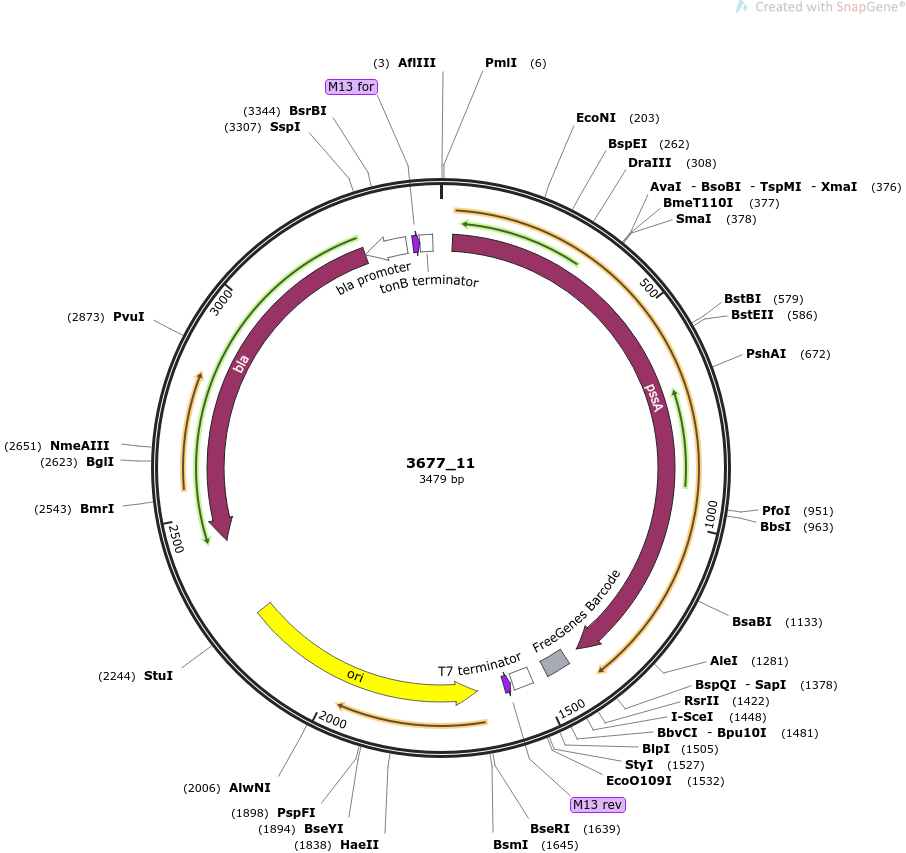 Created with SnapGene®
(3) AflIII
PmlI (6)
M13 for
(3344) BsrBI
(3307) SspI
EcoNI (203)
BspEI (262)
DraIII (308)
AvaI - BsoBI - TspMI - XmaI (376)
BmeT110I (377)
SmaI (378)
bla promoter
tonB terminator
500
3000
BstBI (579)
BstEII (586)
(2873) PvuI
PshAI (672)
bla
pssA
(2651) NmeAIII
(2623) BglI
3677_11
3479 bp
(2543) BmrI
PfoI (951)
BbsI (963)
1000
2500
BsaBI (1133)
FreeGenes Barcode
T7 terminator
AleI (1281)
(2244) StuI
ori
BspQI - SapI (1378)
RsrII (1422)
I-SceI (1448)
BbvCI - Bpu10I (1481)
BlpI (1505)
StyI (1527)
EcoO109I (1532)
1500
2000
(2006) AlwNI
M13 rev
(1898) PspFI
(1894) BseYI
(1838) HaeII
BseRI (1639)
BsmI (1645)